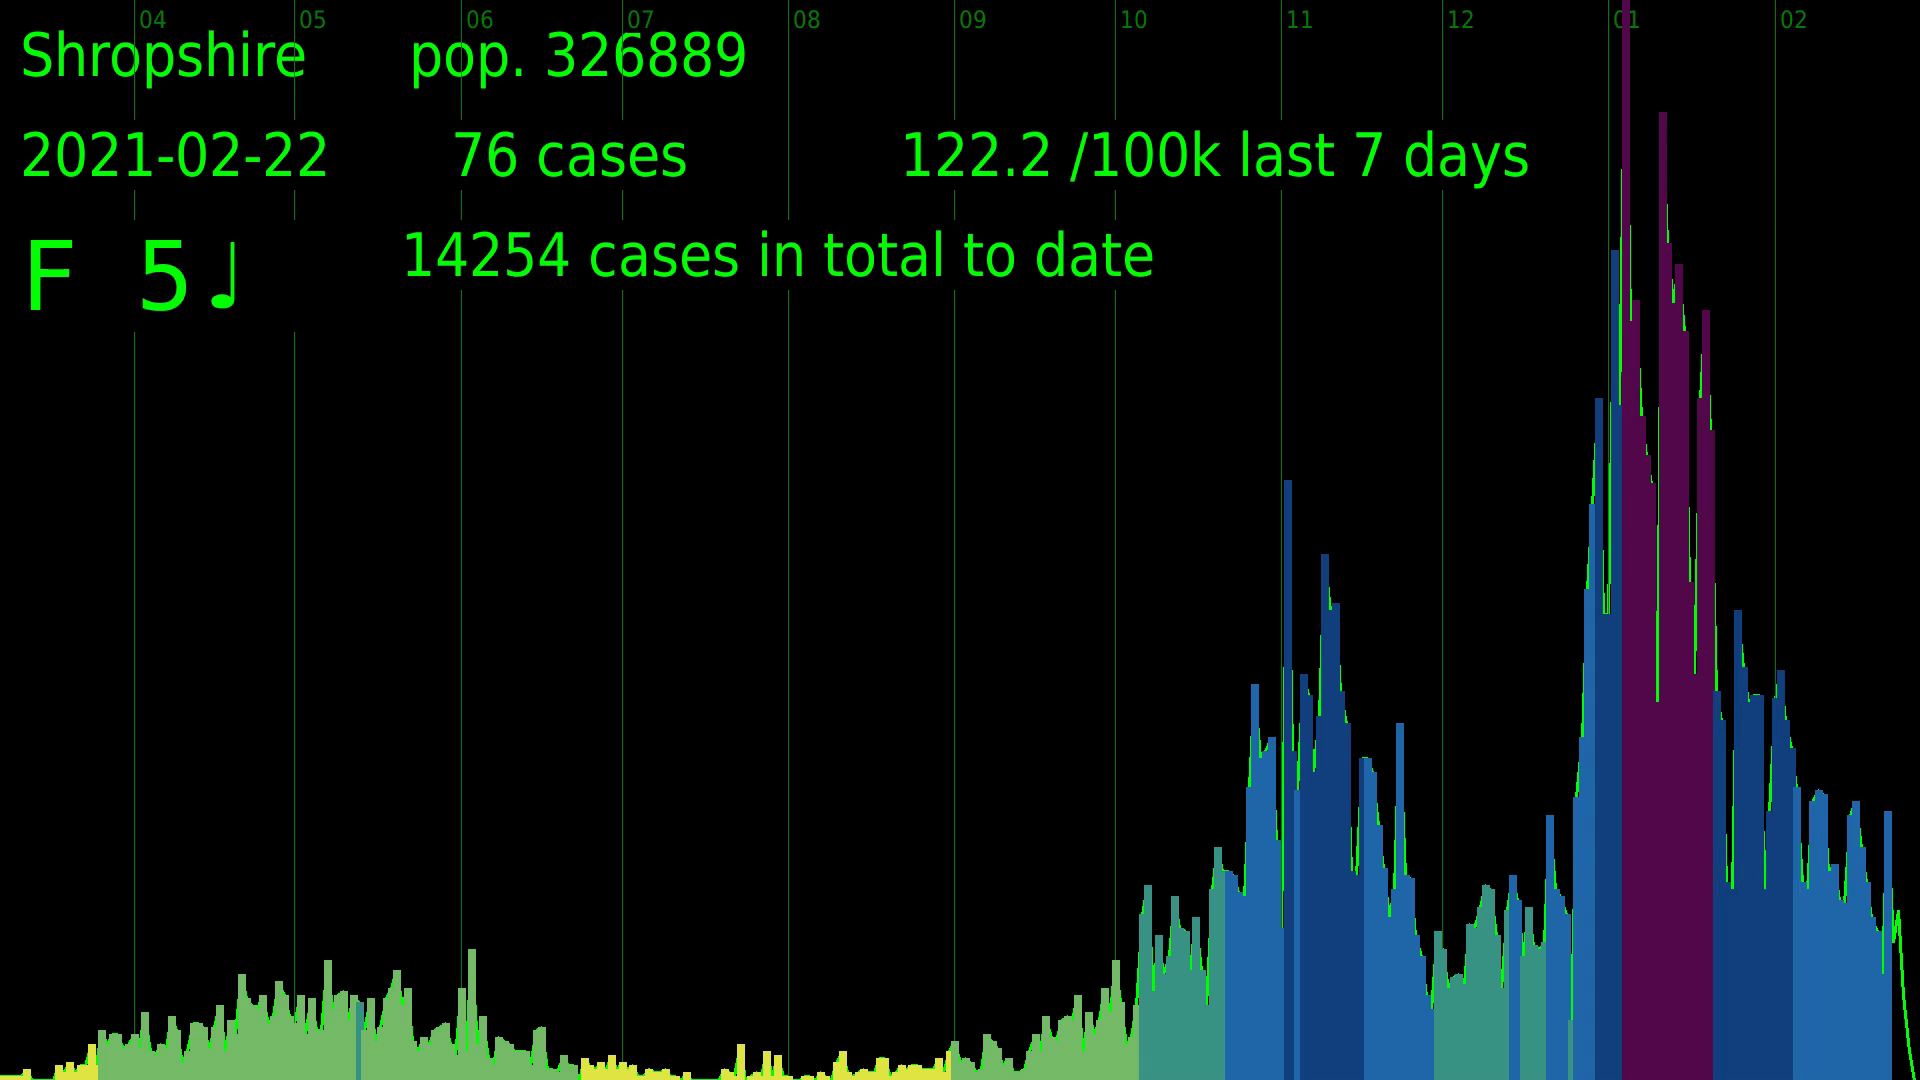 04 05 06 07 08 09 10 11 12 01 02
Shropshire pop. 326889
2021-02-22 76 cases 122.2 /100k last 7 days
F 5♩ 14254 cases in total to date